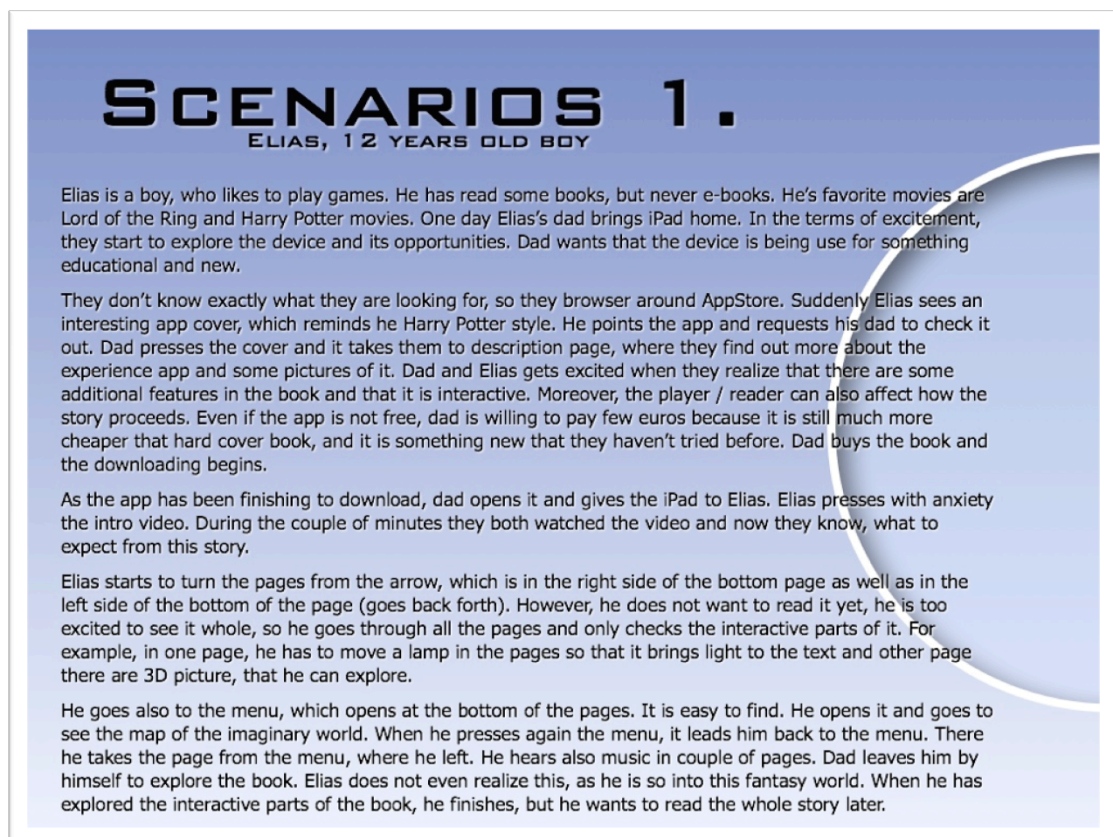 SCENARIOS 1.
ELIAS, 12 YEARS OLD BOY
Elias is a boy, who likes to play games. He has read some books, but never e-books. He's favorite movies are
Lord of the Ring and Harry Potter movies. One day Elias's dad brings iPad home. In the terms of excitement,
they start to explore the device and its opportunities. Dad wants that the device is being use for something
educational and new.
They don't know exactly what they are looking for, so they browser around AppStore. Suddenly Elias sees an
interesting app cover, which reminds he Harry Potter style. He points the app and requests his dad to check it
out. Dad presses the cover and it takes them to description page, where they find out more about the
experience app and some pictures of it. Dad and Elias gets excited when they realize that there are some
additional features in the book and that it is interactive. Moreover, the player / reader can also affect how the
story proceeds. Even if the app is not free, dad is willing to pay few euros because it is still much more
cheaper that hard cover book, and it is something new that they haven't tried before. Dad buys the book and
the downloading begins.
As the app has been finishing to download, dad opens it and gives the iPad to Elias. Elias presses with anxiety
the intro video. During the couple of minutes they both watched the video and now they know, what to
expect from this story.
Elias starts to turn the pages from the arrow, which is in the right side of the bottom page as well as in the
left side of the bottom of the page (goes back forth). However, he does not want to read it yet, he is too
excited to see it whole, so he goes through all the pages and only checks the interactive parts of it. For
example, in one page, he has to move a lamp in the pages so that it brings light to the text and other page
there are 3D picture, that he can explore.
He goes also to the menu, which opens at the bottom of the pages. It is easy to find. He opens it and goes to
see the map of the imaginary world. When he presses again the menu, it leads him back to the menu. There
he takes the page from the menu, where he left. He hears also music in couple of pages. Dad leaves him by
himself to explore the book. Elias does not even realize this, as he is so into this fantasy world. When he has
explored the interactive parts of the book, he finishes, but he wants to read the whole story later.